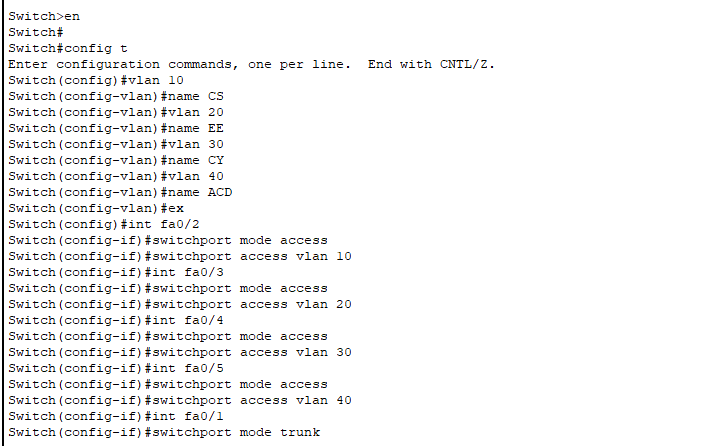 Switch>en
Switch#
Switch#config t
Enter configuration commands, one per line.  End with CNTL/Z.
Switch(config)#vlan 10
Switch(config-vlan)#name CS
Switch(config-vlan)#vlan 20
Switch(config-vlan)#name EE
Switch(config-vlan)#vlan 30
Switch(config-vlan)#name CY
Switch(config-vlan)#vlan 40
Switch(config-vlan)#name ACD
Switch(config-vlan)#ex
Switch(config)#int fa0/2
Switch(config-if)#switchport mode access
Switch(config-if)#switchport access vlan 10
Switch(config-if)#int fa0/3
Switch(config-if)#switchport mode access
Switch(config-if)#switchport access vlan 20
Switch(config-if)#int fa0/4
Switch(config-if)#switchport mode access
Switch(config-if)#switchport access vlan 30
Switch(config-if)#int fa0/5
Switch(config-if)#switchport mode access
Switch(config-if)#switchport access vlan 40
Switch(config-if)#int fa0/1
Switch(config-if)#switchport mode trunk